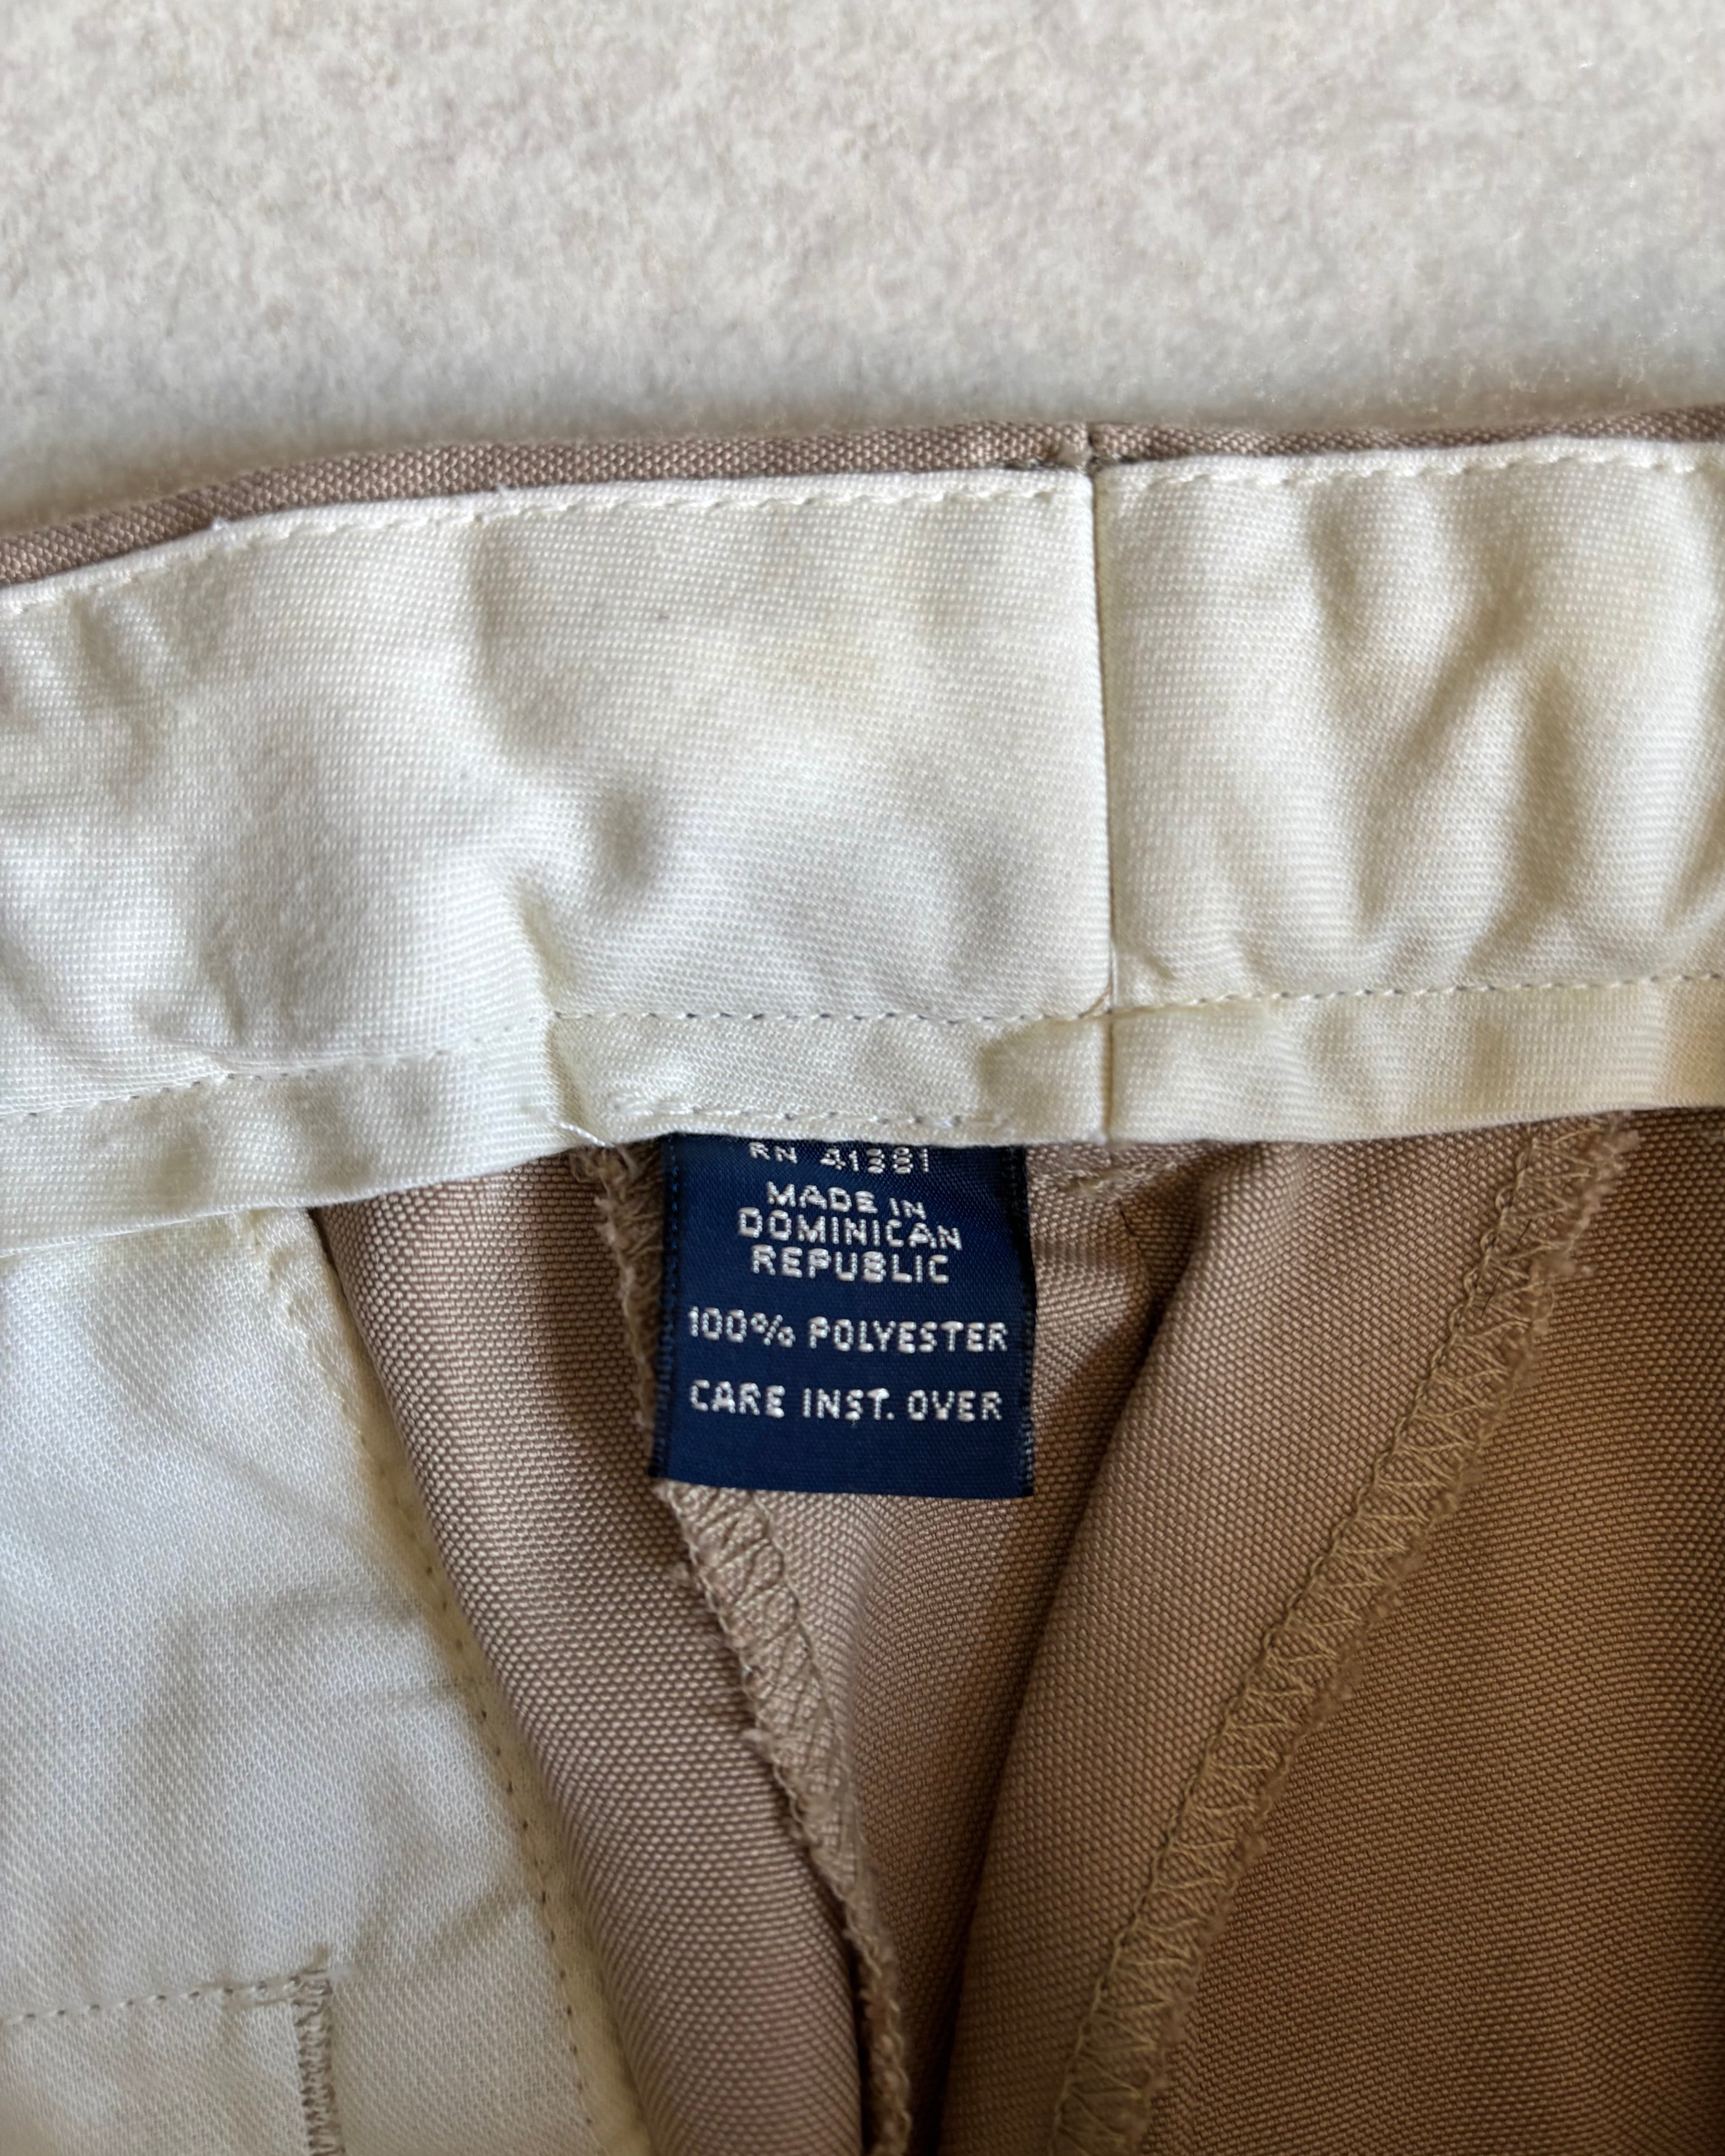 RN 41381
MADE IN
DOMINICAN
REPUBLIC
100% POLYESTER
CARE INST. OVER